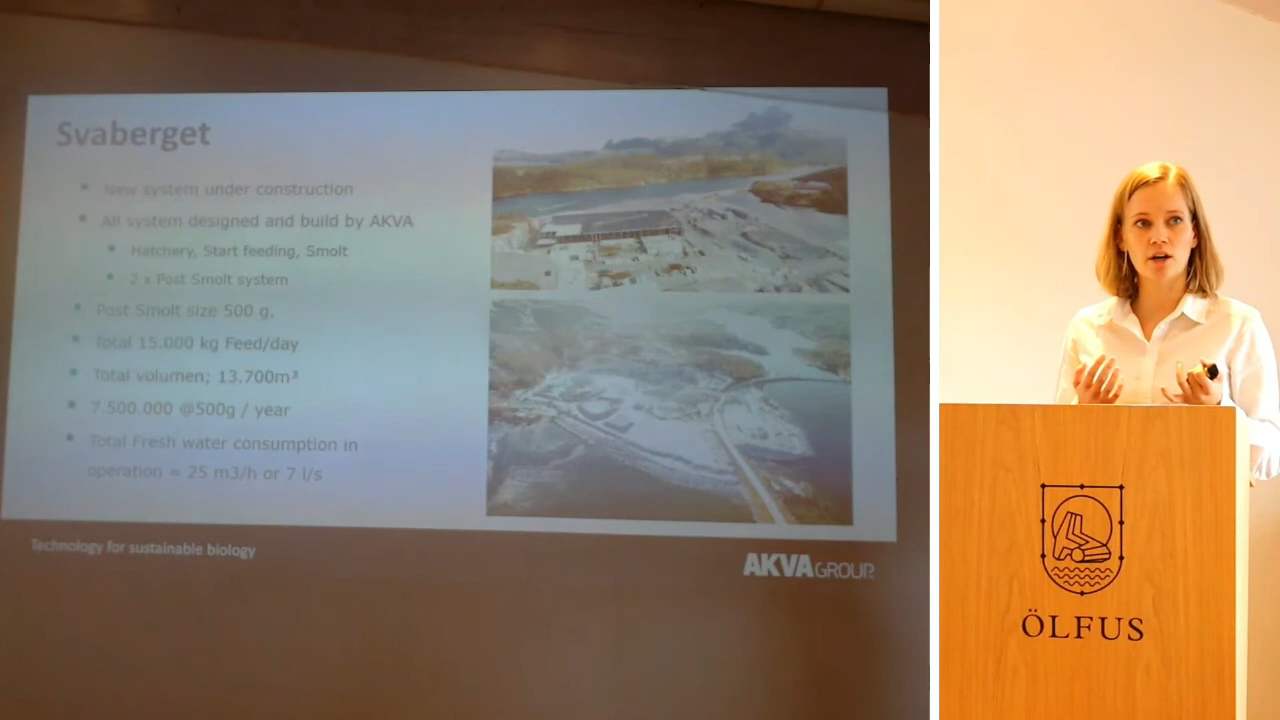 Svaberget
New system under construction
All system designed and build by AKVA
Hatchery, Start feeding, Smolt
2 x Post Smolt system
Post Smolt size 500 g.
Total 15.000 kg Feed/day
Total volumen; 13.700m³
7.500.000 @500g / year
Total Fresh water consumption in
operation = 25 m3/h or 7 l/s
Technology for sustainable biology
AKVA GROUP
ÖLFUS